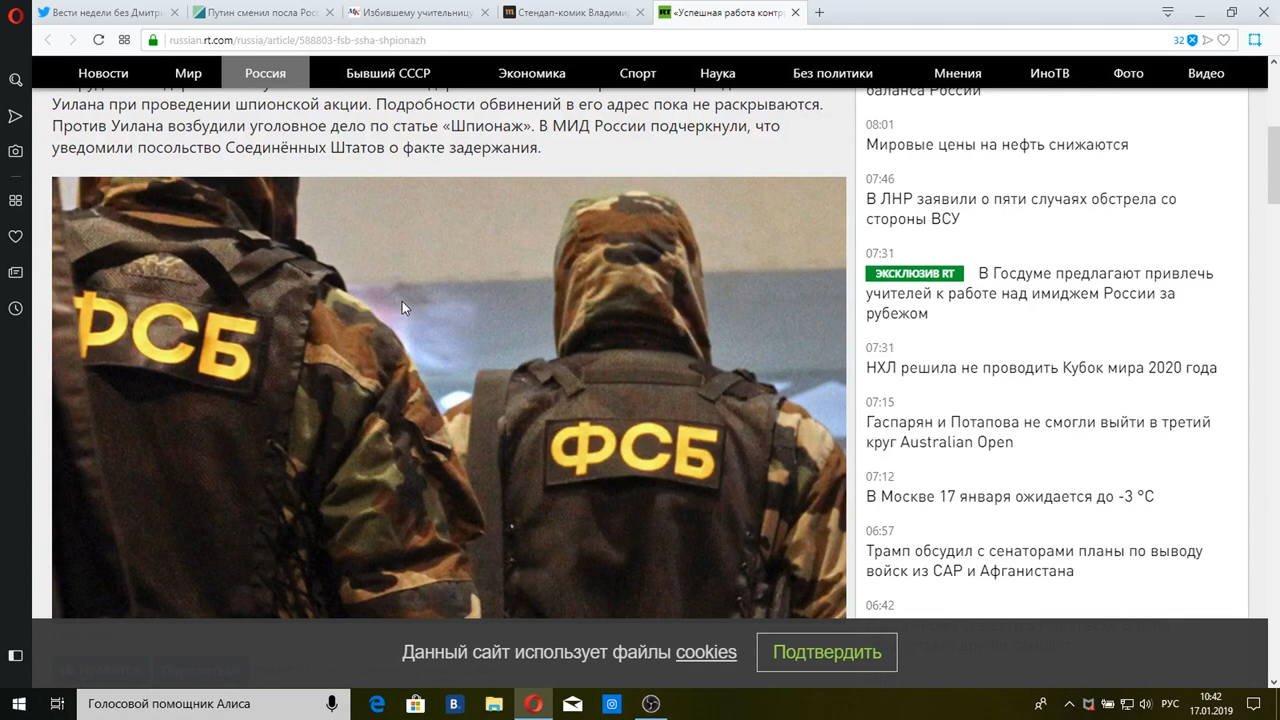 Вести недели без Дмитри
Путин сменил посла Росс
Избившему учительниц
Стендап-комик Владимир
«Успешная работа контр
russian.rt.com/russia/article/588803-fsb-ssha-shpionazh
32
Новости Мир Россия Бывший СССР Экономика Спорт Наука Без политики Мнения ИноТВ Фото Видео
Уилана при проведении шпионской акции. Подробности обвинений в его адрес пока не раскрываются.
Против Уилана возбудили уголовное дело по статье «Шпионаж». В МИД России подчеркнули, что
уведомили посольство Соединённых Штатов о факте задержания.
ФСБ
ФСБ
баланса России
08:01
Мировые цены на нефть снижаются
07:46
В ЛНР заявили о пяти случаях обстрела со
стороны ВСУ
07:31
ЭКСКЛЮЗИВ RT В Госдуме предлагают привлечь
учителей к работе над имиджем России за
рубежом
07:31
НХЛ решила не проводить Кубок мира 2020 года
07:15
Гаспарян и Потапова не смогли выйти в третий
круг Australian Open
07:12
В Москве 17 января ожидается до -3 °C
06:57
Трамп обсудил с сенаторами планы по выводу
войск из САР и Афганистана
06:42
Данный сайт использует файлы cookies Подтвердить
Голосовой помощник Алиса
РУС
10:42
17.01.2019